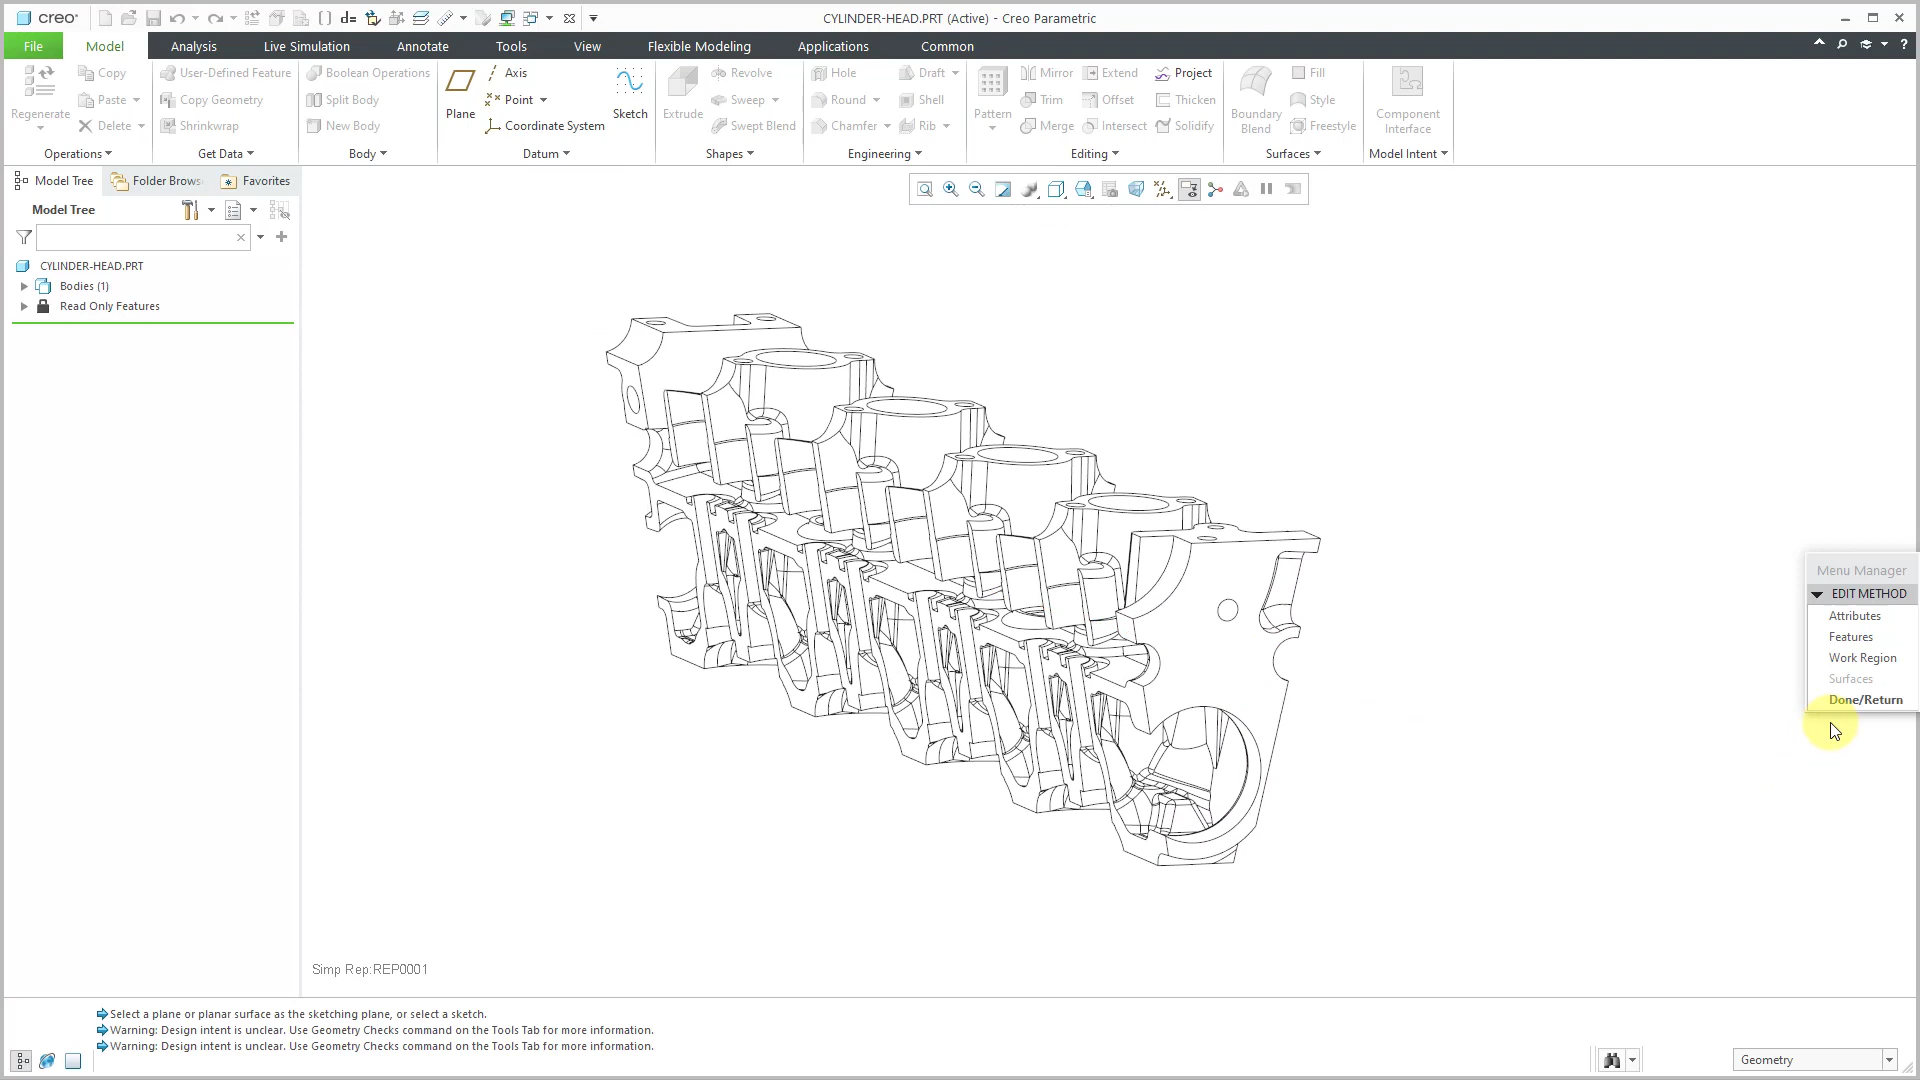 creo CYLINDER-HEAD.PRT (Active) - Creo Parametric
File Model Analysis Live Simulation Annotate Tools View Flexible Modeling Applications Common
Regenerate
Copy
Paste
Delete
Operations
User-Defined Feature
Copy Geometry
Shrinkwrap
Get Data
Boolean Operations
Split Body
New Body
Body
Plane
Axis
Point
Coordinate System
Sketch
Datum
Extrude
Revolve
Sweep
Swept Blend
Shapes
Hole
Round
Chamfer
Draft
Shell
Rib
Engineering
Pattern
Mirror
Trim
Merge
Extend
Offset
Intersect
Project
Thicken
Solidify
Editing
Boundary
Blend
Fill
Style
Freestyle
Surfaces
Component
Interface
Model Intent
Model Tree Folder Brows Favorites
Model Tree
CYLINDER-HEAD.PRT
Bodies (1)
Read Only Features
Menu Manager
EDIT METHOD
Attributes
Features
Work Region
Surfaces
Done/Return
Simp Rep:REP0001
Select a plane or planar surface as the sketching plane, or select a sketch.
Warning: Design intent is unclear. Use Geometry Checks command on the Tools Tab for more information.
Warning: Design intent is unclear. Use Geometry Checks command on the Tools Tab for more information.
Geometry